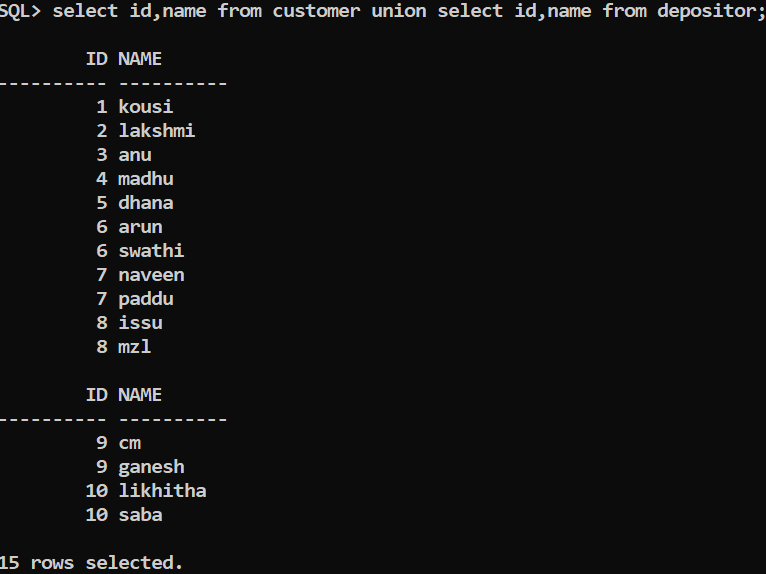 SQL> select id,name from customer union select id,name from depositor;
        ID NAME
---------- ----------
         1 kousi
         2 lakshmi
         3 anu
         4 madhu
         5 dhana
         6 arun
         6 swathi
         7 naveen
         7 paddu
         8 issu
         8 mzl
        ID NAME
---------- ----------
         9 cm
         9 ganesh
        10 likhitha
        10 saba
15 rows selected.